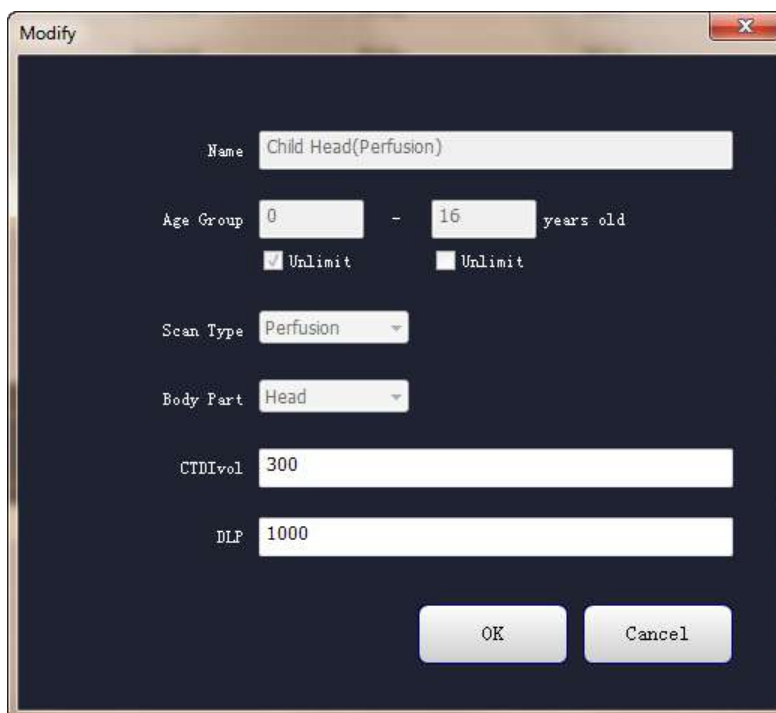 Modify
Name Child Head(Perfusion)
Age Group 0 - 16 years old
Unlimit Unlimit
Scan Type Perfusion
Body Part Head
CTDIvol 300
DLP 1000
OK Cancel